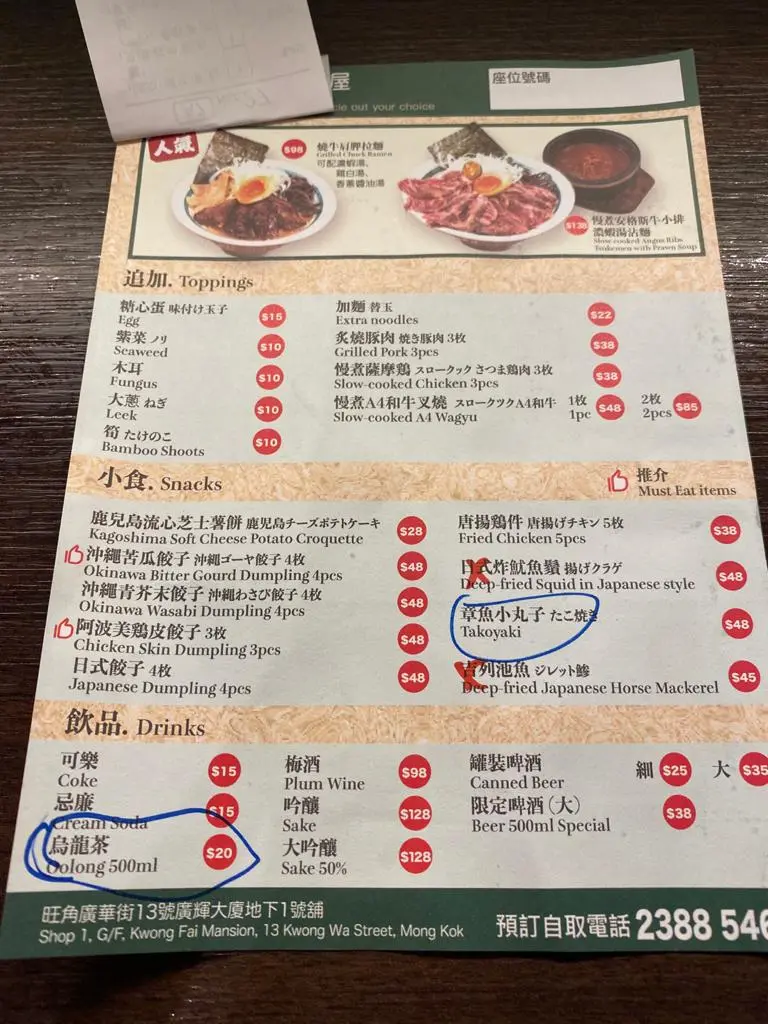 屋
座位號碼
cle out your choice
人氣
$98
燒牛肩胛拉麵
Grilled Chuck Ramen
可配濃蝦湯、
雞白湯、
香蔥醬油湯
$138
慢煮安格斯牛小排
濃蝦湯沾麵
Slow cooked Angus Ribs
Tsukemen with Prawn Soup
追加. Toppings
糖心蛋 味付け玉子
Egg
$15
紫菜 ノリ
Seaweed
$10
木耳
Fungus
$10
大蔥 ねぎ
Leek
$10
筍 たけのこ
Bamboo Shoots
$10
加麵 替玉
Extra noodles
$22
炙燒豚肉 焼き豚肉 3枚
Grilled Pork 3pcs
$38
慢煮薩摩鶏 スロークック さつま鶏肉 3枚
Slow-cooked Chicken 3pcs
$38
慢煮A4和牛叉燒 スロークツクA4和牛
Slow-cooked A4 Wagyu
1枚
1pc
$48
2枚
2pcs
$85
小食. Snacks
推介
Must Eat items
鹿兒島流心芝士薯餅 鹿児島チーズポテトケーキ
Kagoshima Soft Cheese Potato Croquette
$28
沖繩苦瓜餃子 沖縄ゴーヤ餃子 4枚
Okinawa Bitter Gourd Dumpling 4pcs
$48
沖繩青芥末餃子 沖縄わさび餃子 4枚
Okinawa Wasabi Dumpling 4pcs
$48
阿波美鶏皮餃子 3枚
Chicken Skin Dumpling 3pcs
$48
日式餃子 4枚
Japanese Dumpling 4pcs
$48
唐揚鶏件 唐揚げチキン 5枚
Fried Chicken 5pcs
$38
日式炸魷魚鬚 揚げクラゲ
Deep-fried Squid in Japanese style
$48
章魚小丸子 たこ焼き
Takoyaki
$48
吉列池魚 ジレット鯵
Deep-fried Japanese Horse Mackerel
$45
飲品. Drinks
可樂
Coke
$15
忌廉
Cream Soda
$15
烏龍茶
Oolong 500ml
$20
梅酒
Plum Wine
$98
吟釀
Sake
$128
大吟釀
Sake 50%
$128
罐裝啤酒
Canned Beer
細 $25 大 $35
限定啤酒（大）
Beer 500ml Special
$38
旺角廣華街13號廣輝大廈地下1號舖
Shop 1, G/F, Kwong Fai Mansion, 13 Kwong Wa Street, Mong Kok
預訂自取電話 2388 546